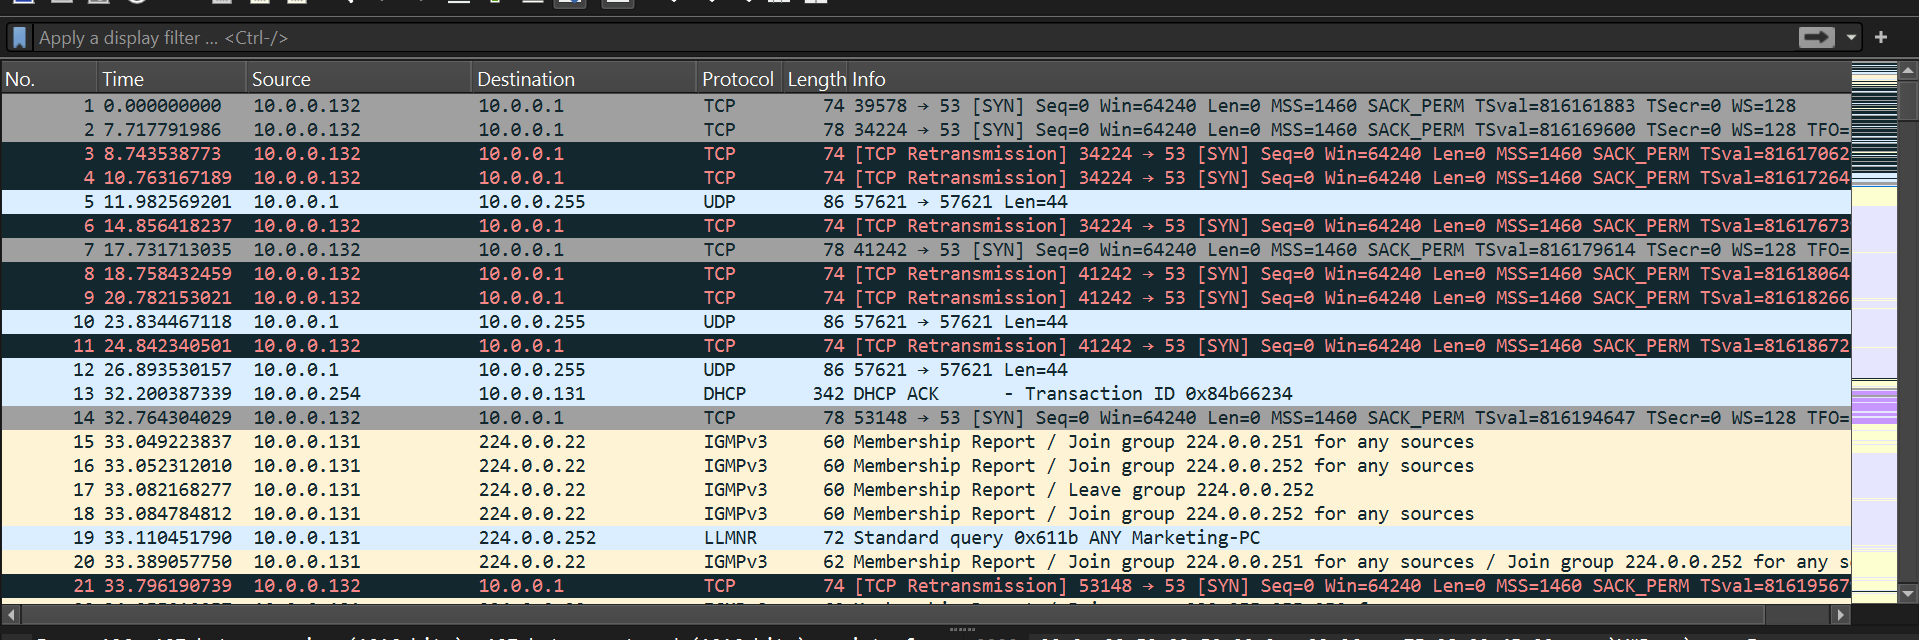 Apply a display filter ... <Ctrl-/>
No. Time Source Destination Protocol Length Info
1 0.000000000 10.0.0.132 10.0.0.1 TCP 74 39578 → 53 [SYN] Seq=0 Win=64240 Len=0 MSS=1460 SACK_PERM TSval=816161883 TSecr=0 WS=128
2 7.717791986 10.0.0.132 10.0.0.1 TCP 78 34224 → 53 [SYN] Seq=0 Win=64240 Len=0 MSS=1460 SACK_PERM TSval=816169600 TSecr=0 WS=128 TFO=
3 8.743538773 10.0.0.132 10.0.0.1 TCP 74 [TCP Retransmission] 34224 → 53 [SYN] Seq=0 Win=64240 Len=0 MSS=1460 SACK_PERM TSval=81617062
4 10.763167189 10.0.0.132 10.0.0.1 TCP 74 [TCP Retransmission] 34224 → 53 [SYN] Seq=0 Win=64240 Len=0 MSS=1460 SACK_PERM TSval=81617264
5 11.982569201 10.0.0.1 10.0.0.255 UDP 86 57621 → 57621 Len=44
6 14.856418237 10.0.0.132 10.0.0.1 TCP 74 [TCP Retransmission] 34224 → 53 [SYN] Seq=0 Win=64240 Len=0 MSS=1460 SACK_PERM TSval=81617673
7 17.731713035 10.0.0.132 10.0.0.1 TCP 78 41242 → 53 [SYN] Seq=0 Win=64240 Len=0 MSS=1460 SACK_PERM TSval=816179614 TSecr=0 WS=128 TFO=
8 18.758432459 10.0.0.132 10.0.0.1 TCP 74 [TCP Retransmission] 41242 → 53 [SYN] Seq=0 Win=64240 Len=0 MSS=1460 SACK_PERM TSval=81618064
9 20.782153021 10.0.0.132 10.0.0.1 TCP 74 [TCP Retransmission] 41242 → 53 [SYN] Seq=0 Win=64240 Len=0 MSS=1460 SACK_PERM TSval=81618266
10 23.834467118 10.0.0.1 10.0.0.255 UDP 86 57621 → 57621 Len=44
11 24.842340501 10.0.0.132 10.0.0.1 TCP 74 [TCP Retransmission] 41242 → 53 [SYN] Seq=0 Win=64240 Len=0 MSS=1460 SACK_PERM TSval=81618672
12 26.893530157 10.0.0.1 10.0.0.255 UDP 86 57621 → 57621 Len=44
13 32.200387339 10.0.0.254 10.0.0.131 DHCP 342 DHCP ACK - Transaction ID 0x84b66234
14 32.764304029 10.0.0.132 10.0.0.1 TCP 78 53148 → 53 [SYN] Seq=0 Win=64240 Len=0 MSS=1460 SACK_PERM TSval=816194647 TSecr=0 WS=128 TFO=
15 33.049223837 10.0.0.131 224.0.0.22 IGMPv3 60 Membership Report / Join group 224.0.0.251 for any sources
16 33.052312010 10.0.0.131 224.0.0.22 IGMPv3 60 Membership Report / Join group 224.0.0.252 for any sources
17 33.082168277 10.0.0.131 224.0.0.22 IGMPv3 60 Membership Report / Leave group 224.0.0.252
18 33.084784812 10.0.0.131 224.0.0.22 IGMPv3 60 Membership Report / Join group 224.0.0.252 for any sources
19 33.110451790 10.0.0.131 224.0.0.252 LLMNR 72 Standard query 0x611b ANY Marketing-PC
20 33.389057750 10.0.0.131 224.0.0.22 IGMPv3 62 Membership Report / Join group 224.0.0.251 for any sources / Join group 224.0.0.252 for any s
21 33.796190739 10.0.0.132 10.0.0.1 TCP 74 [TCP Retransmission] 53148 → 53 [SYN] Seq=0 Win=64240 Len=0 MSS=1460 SACK_PERM TSval=81619567